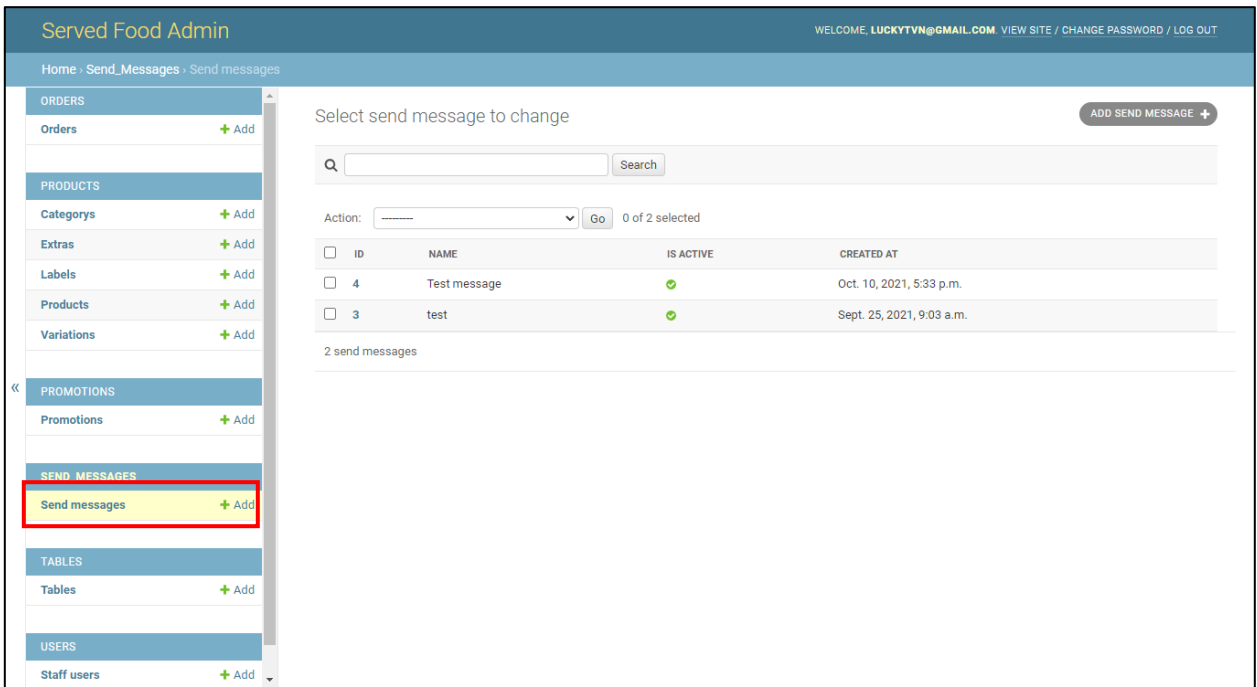 Served Food Admin
WELCOME, LUCKYTVN@GMAIL.COM. VIEW SITE / CHANGE PASSWORD / LOG OUT
Home › Send_Messages › Send messages
ORDERS
Orders + Add
PRODUCTS
Categorys + Add
Extras + Add
Labels + Add
Products + Add
Variations + Add
PROMOTIONS
Promotions + Add
SEND_MESSAGES
Send messages + Add
TABLES
Tables + Add
USERS
Staff users + Add
«
Select send message to change
ADD SEND MESSAGE +
Search
Action: --------- Go 0 of 2 selected
ID NAME IS ACTIVE CREATED AT
4 Test message Oct. 10, 2021, 5:33 p.m.
3 test Sept. 25, 2021, 9:03 a.m.
2 send messages